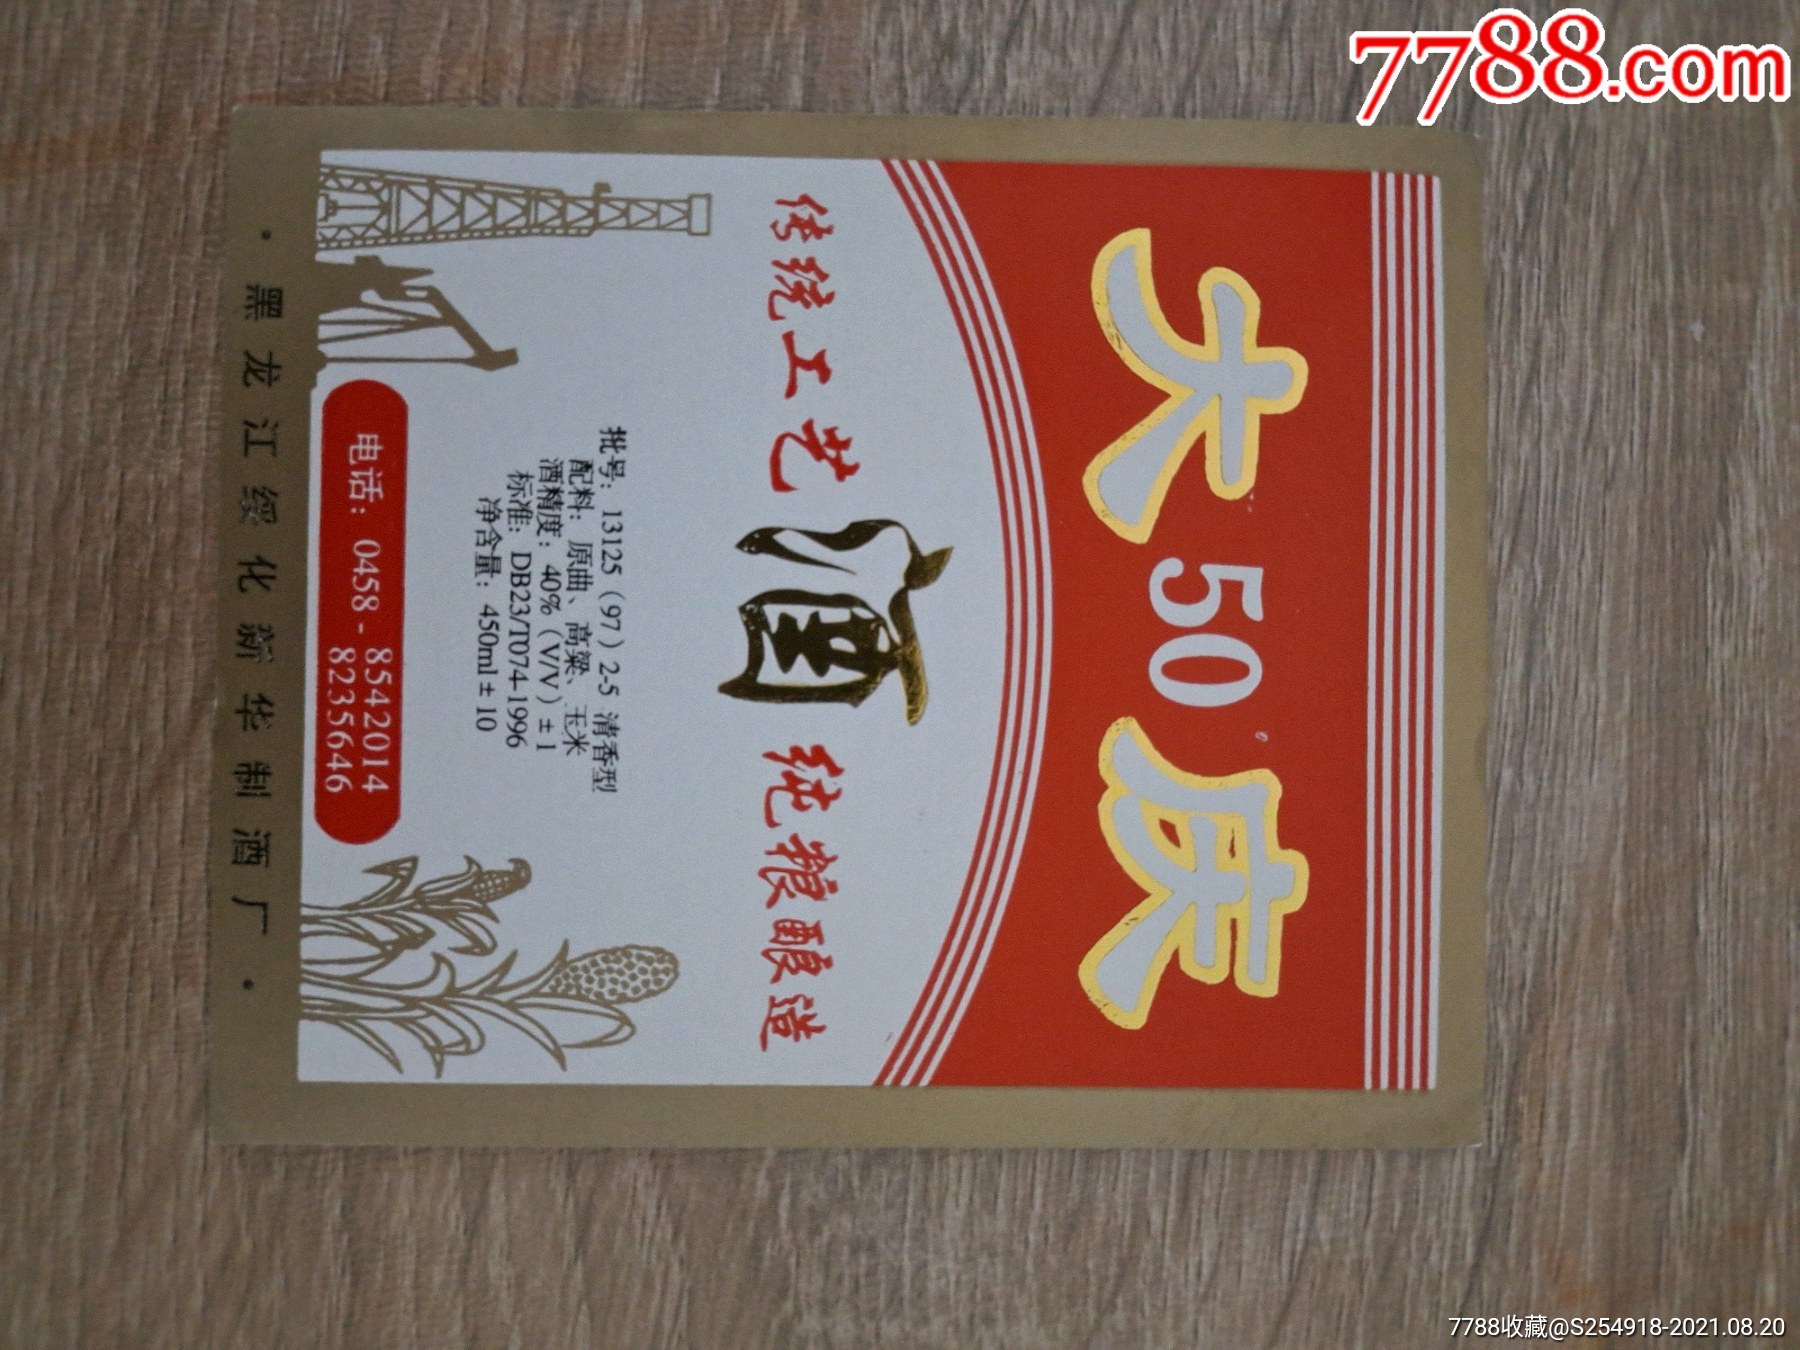 7788.com
大50庆
传统工艺 酒 纯粮酿造
批号：13125（97）2-5 清香型
配料：原曲、高粱、玉米
酒精度：40%（V/V）±1
标准：DB23/T074-1996
净含量：450ml±10
电话：0458-8542014
8235646
·黑龙江绥化新华制酒厂·
7788收藏@S254918-2021.08.20